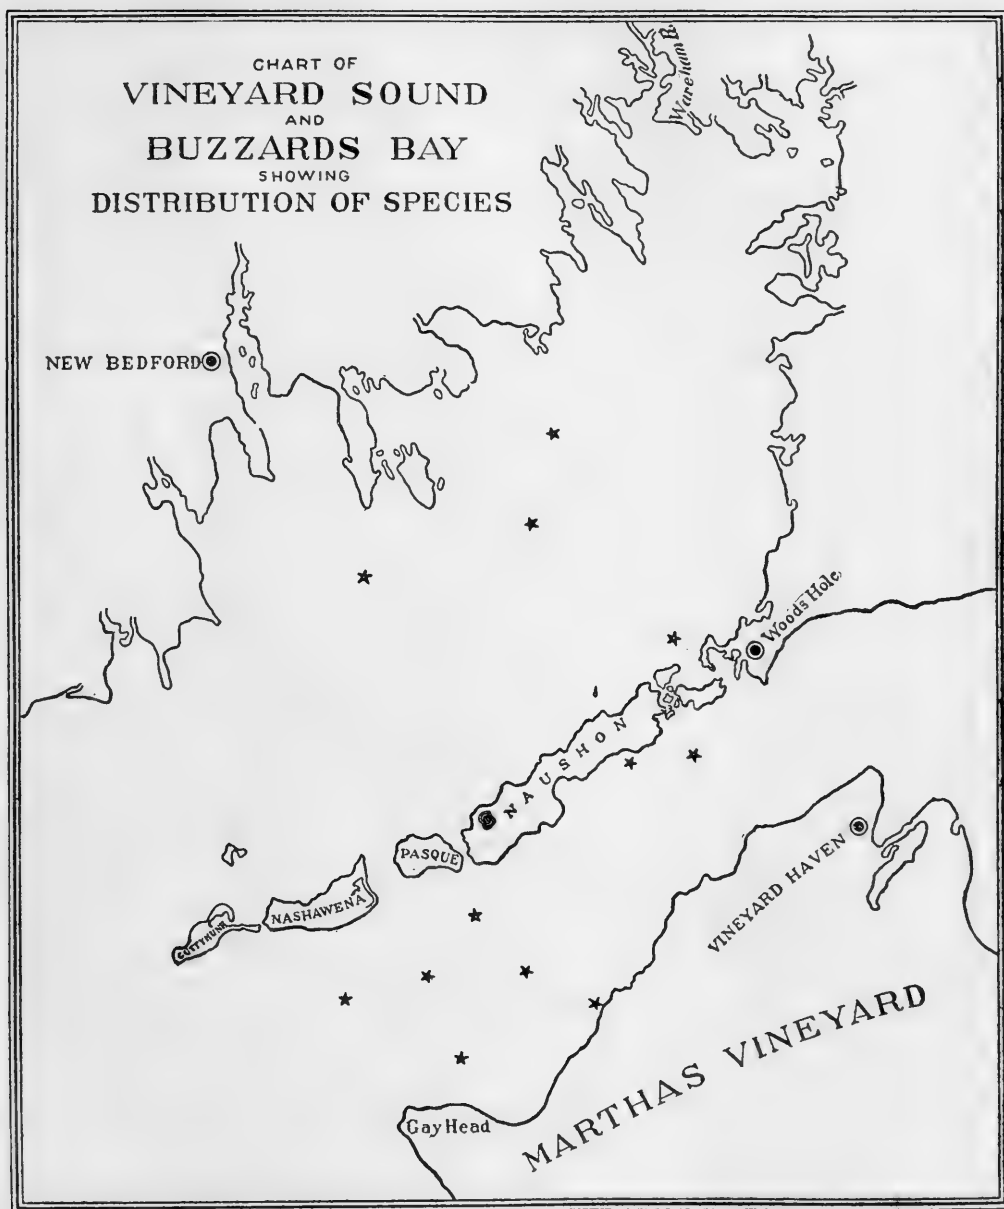 CHART OF
VINEYARD SOUND
AND
BUZZARDS BAY
SHOWING
DISTRIBUTION OF SPECIES
Wareham R.
NEW BEDFORD
Woods Hole,
NAUSHON
PASQUE
NASHAWENA
CUTTYHUNK
VINEYARD HAVEN
MARTHAS VINEYARD
Gay Head